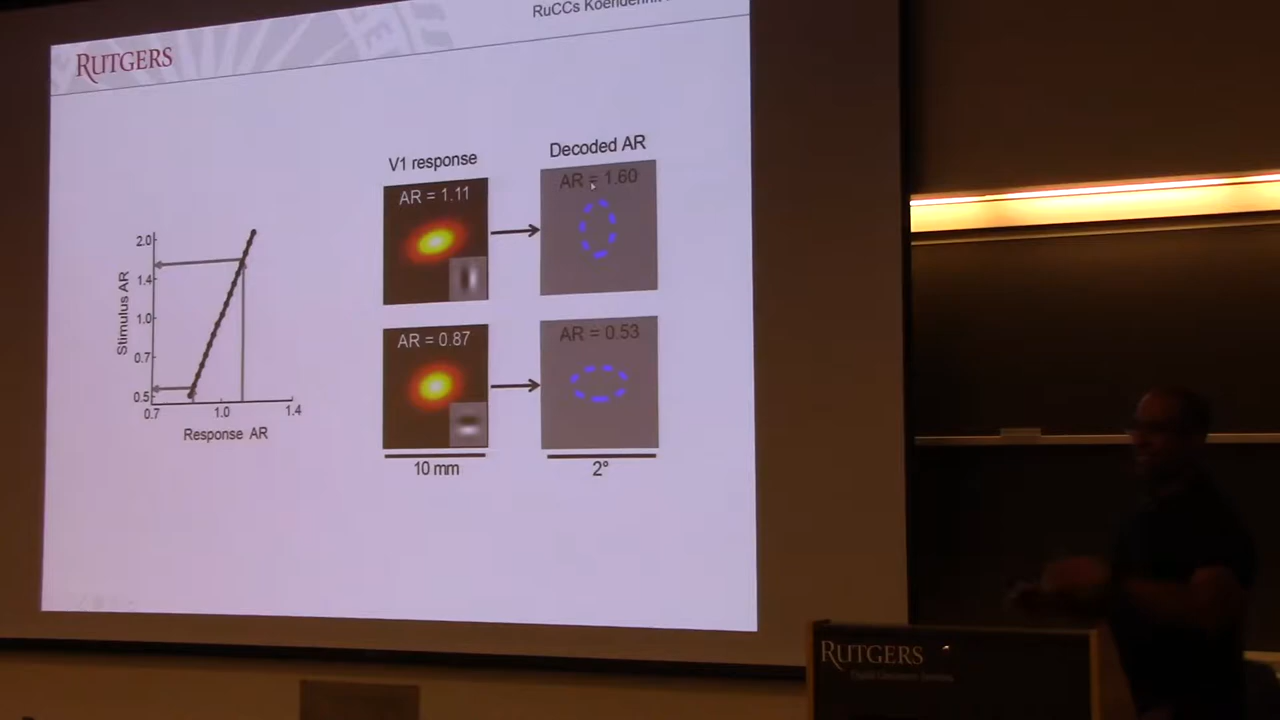 RUTGERS
RuCCs Koenderink
V1 response
Decoded AR
AR = 1.11
AR = 1.60
AR = 0.87
AR = 0.53
10 mm
2°
Stimulus AR
2.0
1.4
1.0
0.7
0.5
0.7
1.0
1.4
Response AR
RUTGERS